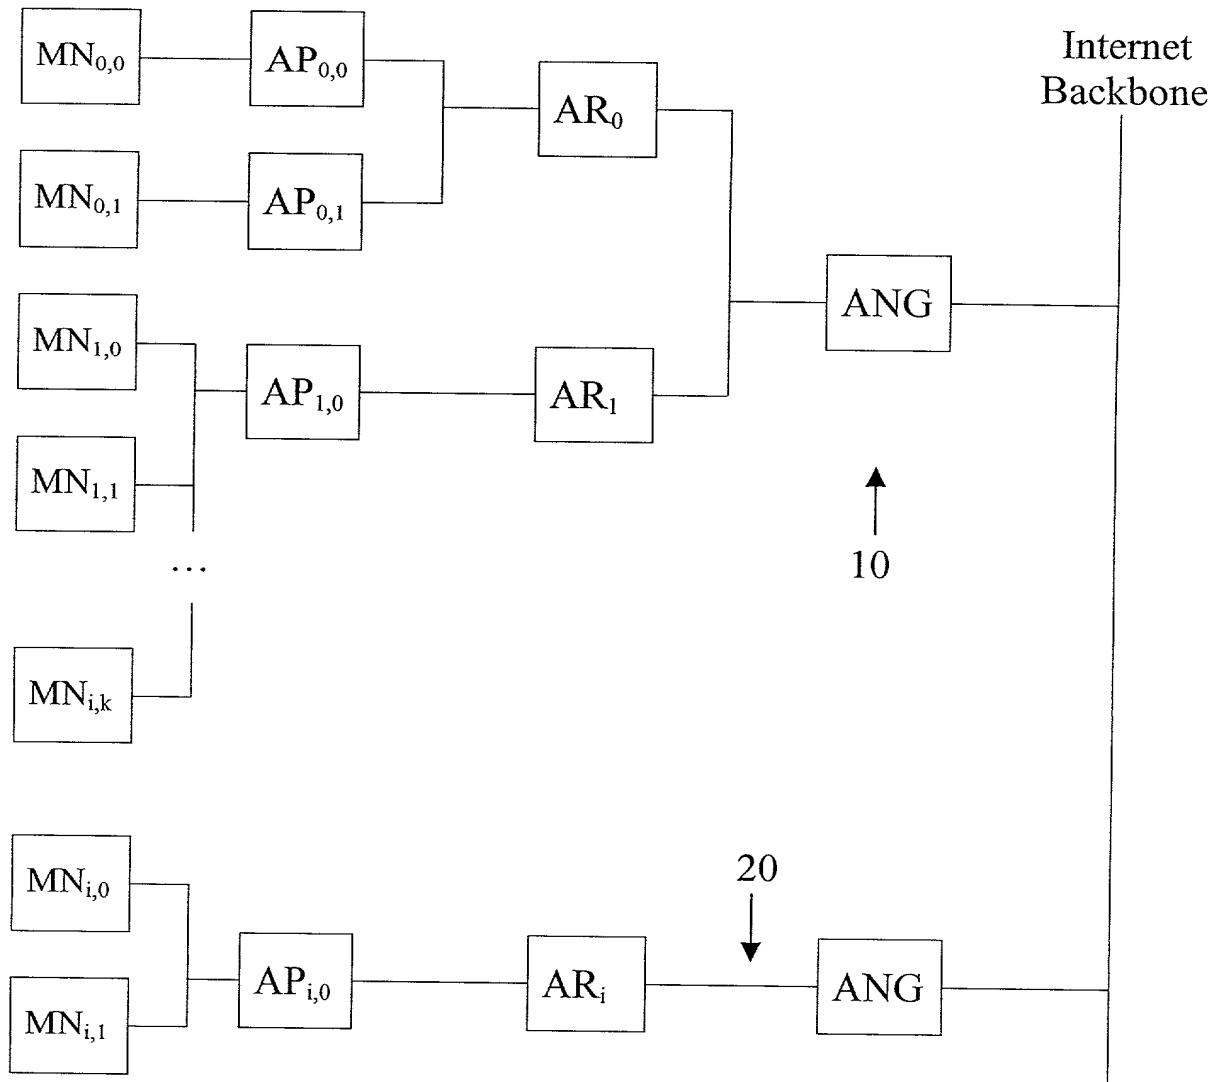 Internet
Backbone
MN0,0
AP0,0
AR0
MN0,1
AP0,1
ANG
MN1,0
AP1,0
AR1
MN1,1
10
...
MNi,k
20
MNi,0
APi,0
ARi
ANG
MNi,1